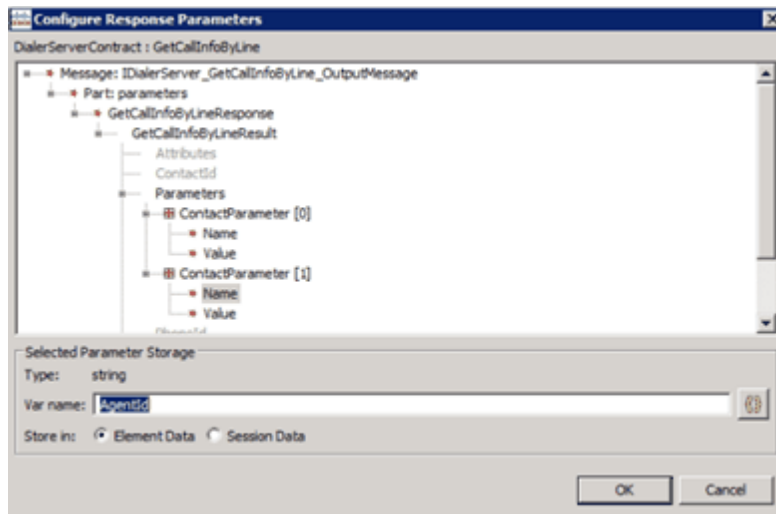 Configure Response Parameters
DialerServerContract : GetCallInfoByLine
Message: IDialerServer_GetCallInfoByLine_OutputMessage
Part: parameters
GetCallInfoByLineResponse
GetCallInfoByLineResult
Attributes
ContactId
Parameters
ContactParameter [0]
Name
Value
ContactParameter [1]
Name
Value
PhoneId
Selected Parameter Storage
Type: string
Var name: AgentId
Store in: Element Data Session Data
OK Cancel